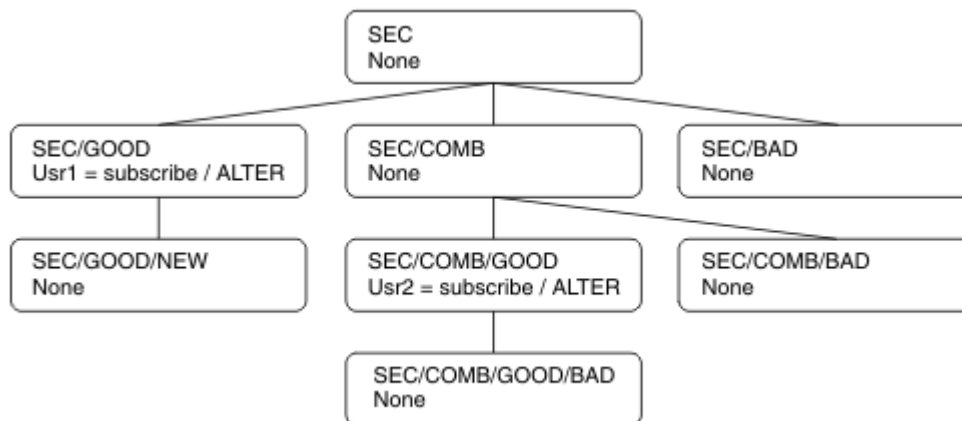 SEC
None
SEC/GOOD
Usr1 = subscribe / ALTER
SEC/COMB
None
SEC/BAD
None
SEC/GOOD/NEW
None
SEC/COMB/GOOD
Usr2 = subscribe / ALTER
SEC/COMB/BAD
None
SEC/COMB/GOOD/BAD
None